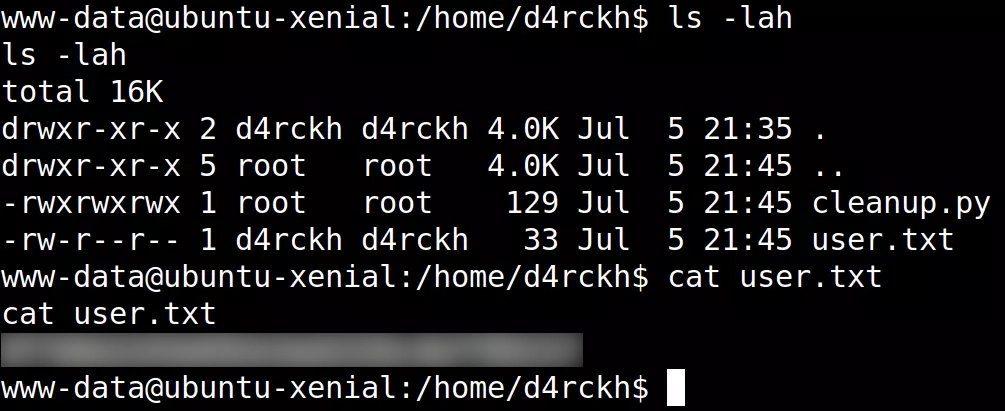 www-data@ubuntu-xenial:/home/d4rckh$ ls -lah
ls -lah
total 16K
drwxr-xr-x 2 d4rckh d4rckh 4.0K Jul  5 21:35 .
drwxr-xr-x 5 root   root   4.0K Jul  5 21:45 ..
-rwxrwxrwx 1 root   root    129 Jul  5 21:45 cleanup.py
-rw-r--r-- 1 d4rckh d4rckh   33 Jul  5 21:45 user.txt
www-data@ubuntu-xenial:/home/d4rckh$ cat user.txt
cat user.txt
www-data@ubuntu-xenial:/home/d4rckh$